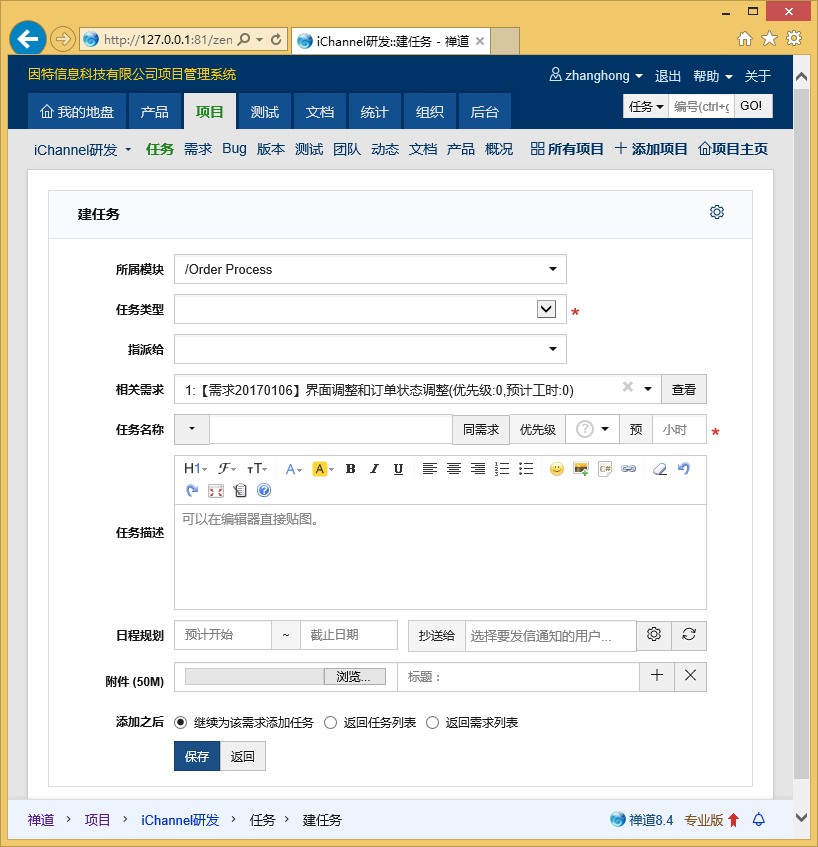 http://127.0.0.1:81/zen
iChannel研发::建任务 - 禅道
因特信息科技有限公司项目管理系统
zhanghong 退出 帮助 关于
我的地盘 产品 项目 测试 文档 统计 组织 后台
任务 编号(ctrl+g GO!
iChannel研发 任务 需求 Bug 版本 测试 团队 动态 文档 产品 概况 所有项目 添加项目 项目主页
建任务
所属模块 /Order Process
任务类型 *
指派给
相关需求 1:【需求20170106】界面调整和订单状态调整(优先级:0,预计工时:0) 查看
任务名称 同需求 优先级 ? 预 小时 *
H1 F TT A A B I U
任务描述 可以在编辑器直接贴图。
日程规划 预计开始 ~ 截止日期 抄送给 选择要发信通知的用户...
附件 (50M) 浏览... 标题：
添加之后 继续为该需求添加任务 返回任务列表 返回需求列表
保存 返回
禅道 › 项目 › iChannel研发 › 任务 › 建任务 禅道8.4 专业版